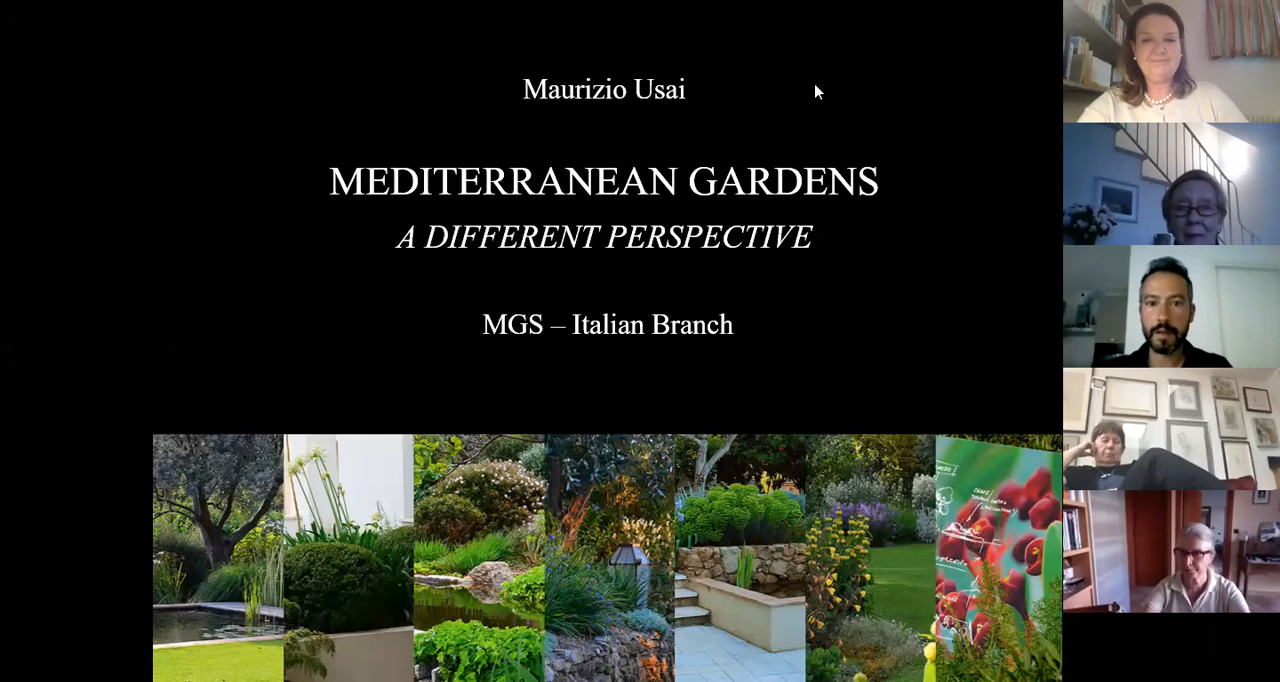 Maurizio Usai
MEDITERRANEAN GARDENS
A DIFFERENT PERSPECTIVE
MGS – Italian Branch